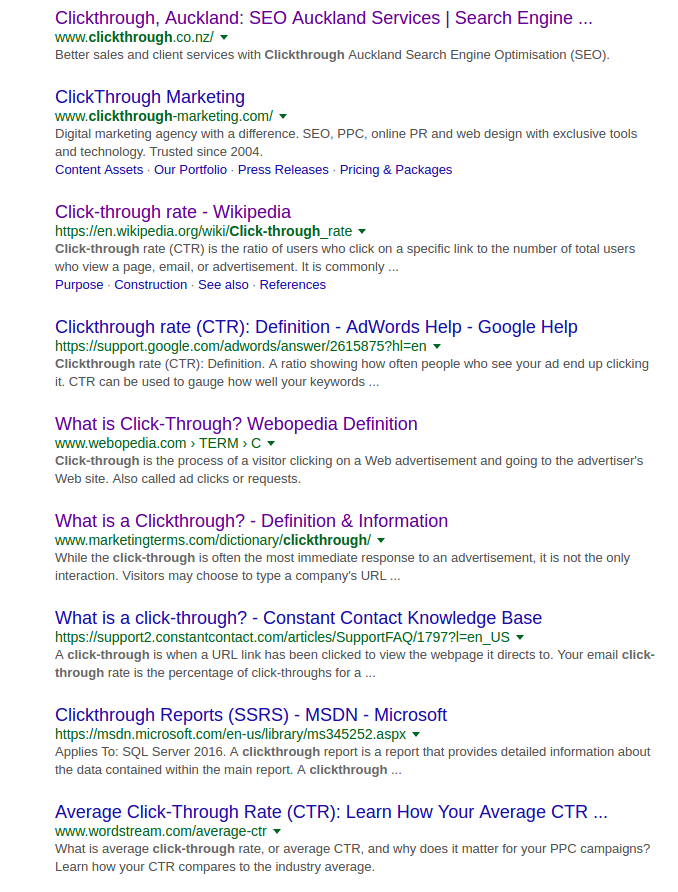 Clickthrough, Auckland: SEO Auckland Services | Search Engine ...
www.clickthrough.co.nz/
Better sales and client services with Clickthrough Auckland Search Engine Optimisation (SEO).
ClickThrough Marketing
www.clickthrough-marketing.com/
Digital marketing agency with a difference. SEO, PPC, online PR and web design with exclusive tools
and technology. Trusted since 2004.
Content Assets · Our Portfolio · Press Releases · Pricing & Packages
Click-through rate - Wikipedia
https://en.wikipedia.org/wiki/Click-through_rate
Click-through rate (CTR) is the ratio of users who click on a specific link to the number of total users
who view a page, email, or advertisement. It is commonly ...
Purpose · Construction · See also · References
Clickthrough rate (CTR): Definition - AdWords Help - Google Help
https://support.google.com/adwords/answer/2615875?hl=en
Clickthrough rate (CTR): Definition. A ratio showing how often people who see your ad end up clicking
it. CTR can be used to gauge how well your keywords ...
What is Click-Through? Webopedia Definition
www.webopedia.com › TERM › C
Click-through is the process of a visitor clicking on a Web advertisement and going to the advertiser's
Web site. Also called ad clicks or requests.
What is a Clickthrough? - Definition & Information
www.marketingterms.com/dictionary/clickthrough/
While the click-through is often the most immediate response to an advertisement, it is not the only
interaction. Visitors may choose to type a company's URL ...
What is a click-through? - Constant Contact Knowledge Base
https://support2.constantcontact.com/articles/SupportFAQ/1797?l=en_US
A click-through is when a URL link has been clicked to view the webpage it directs to. Your email click-
through rate is the percentage of click-throughs for a ...
Clickthrough Reports (SSRS) - MSDN - Microsoft
https://msdn.microsoft.com/en-us/library/ms345252.aspx
Applies To: SQL Server 2016. A clickthrough report is a report that provides detailed information about
the data contained within the main report. A clickthrough ...
Average Click-Through Rate (CTR): Learn How Your Average CTR ...
www.wordstream.com/average-ctr
What is average click-through rate, or average CTR, and why does it matter for your PPC campaigns?
Learn how your CTR compares to the industry average.